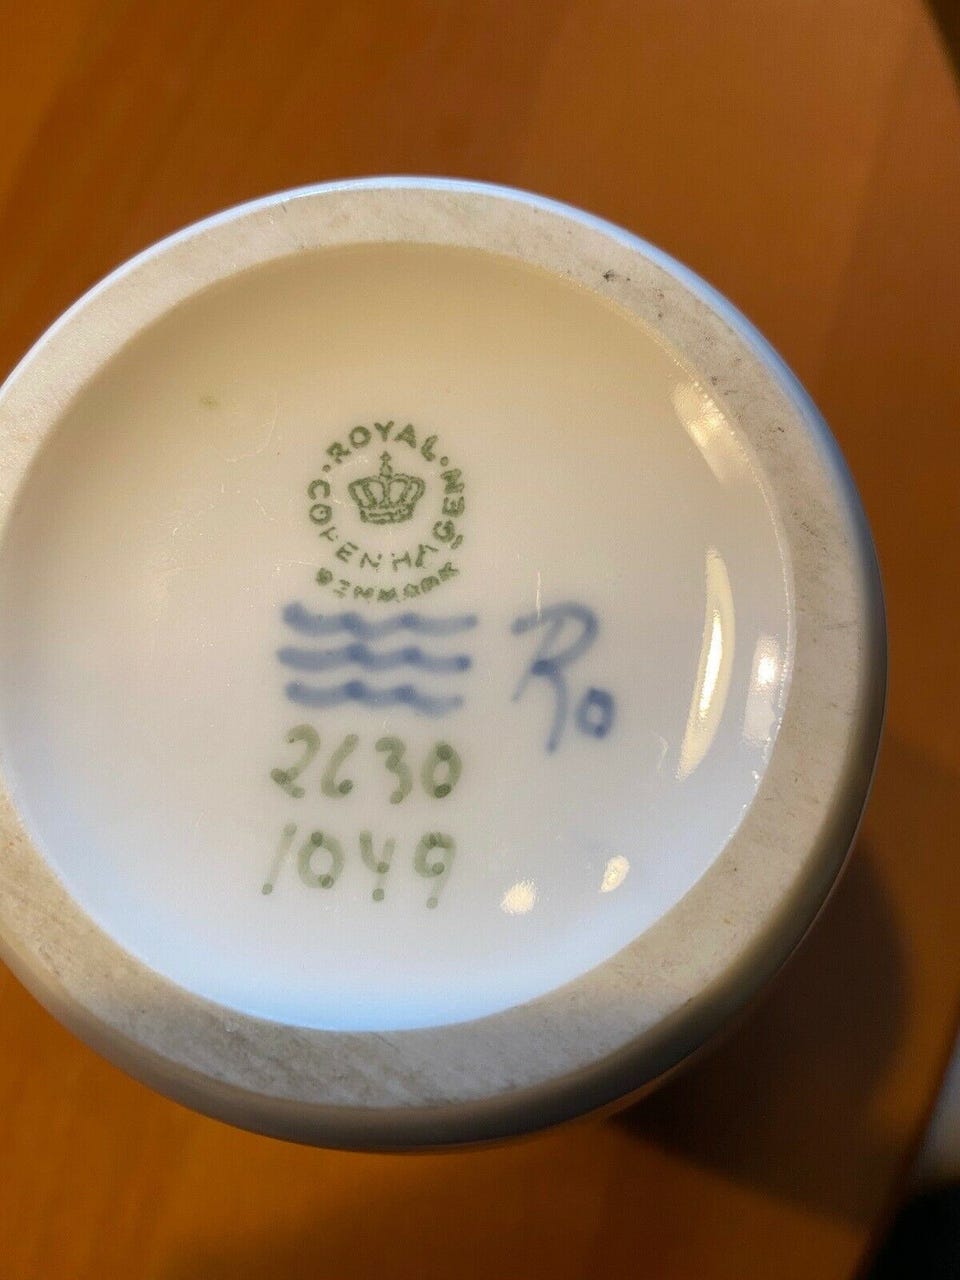 ROYAL
COPENHAGEN
DENMARK
Ro
2630
1049